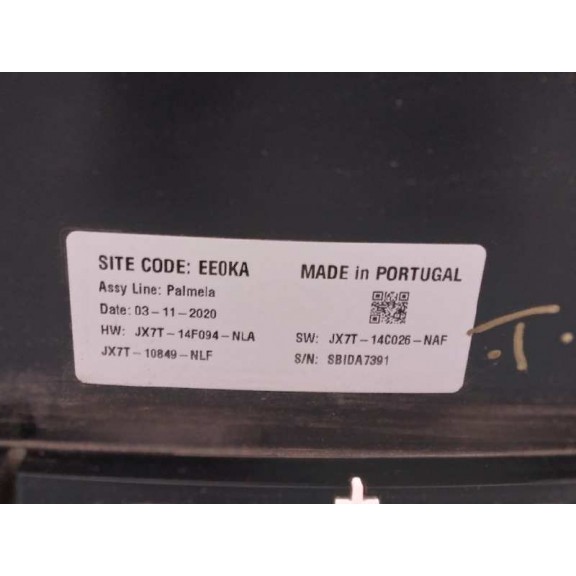 SITE CODE: EE0KA
MADE in PORTUGAL
Assy Line: Palmela
Date: 03-11-2020
HW: JX7T-14F094-NLA
SW: JX7T-14C026-NAF
JX7T-10849-NLF
S/N: SBIDA7391
.T.